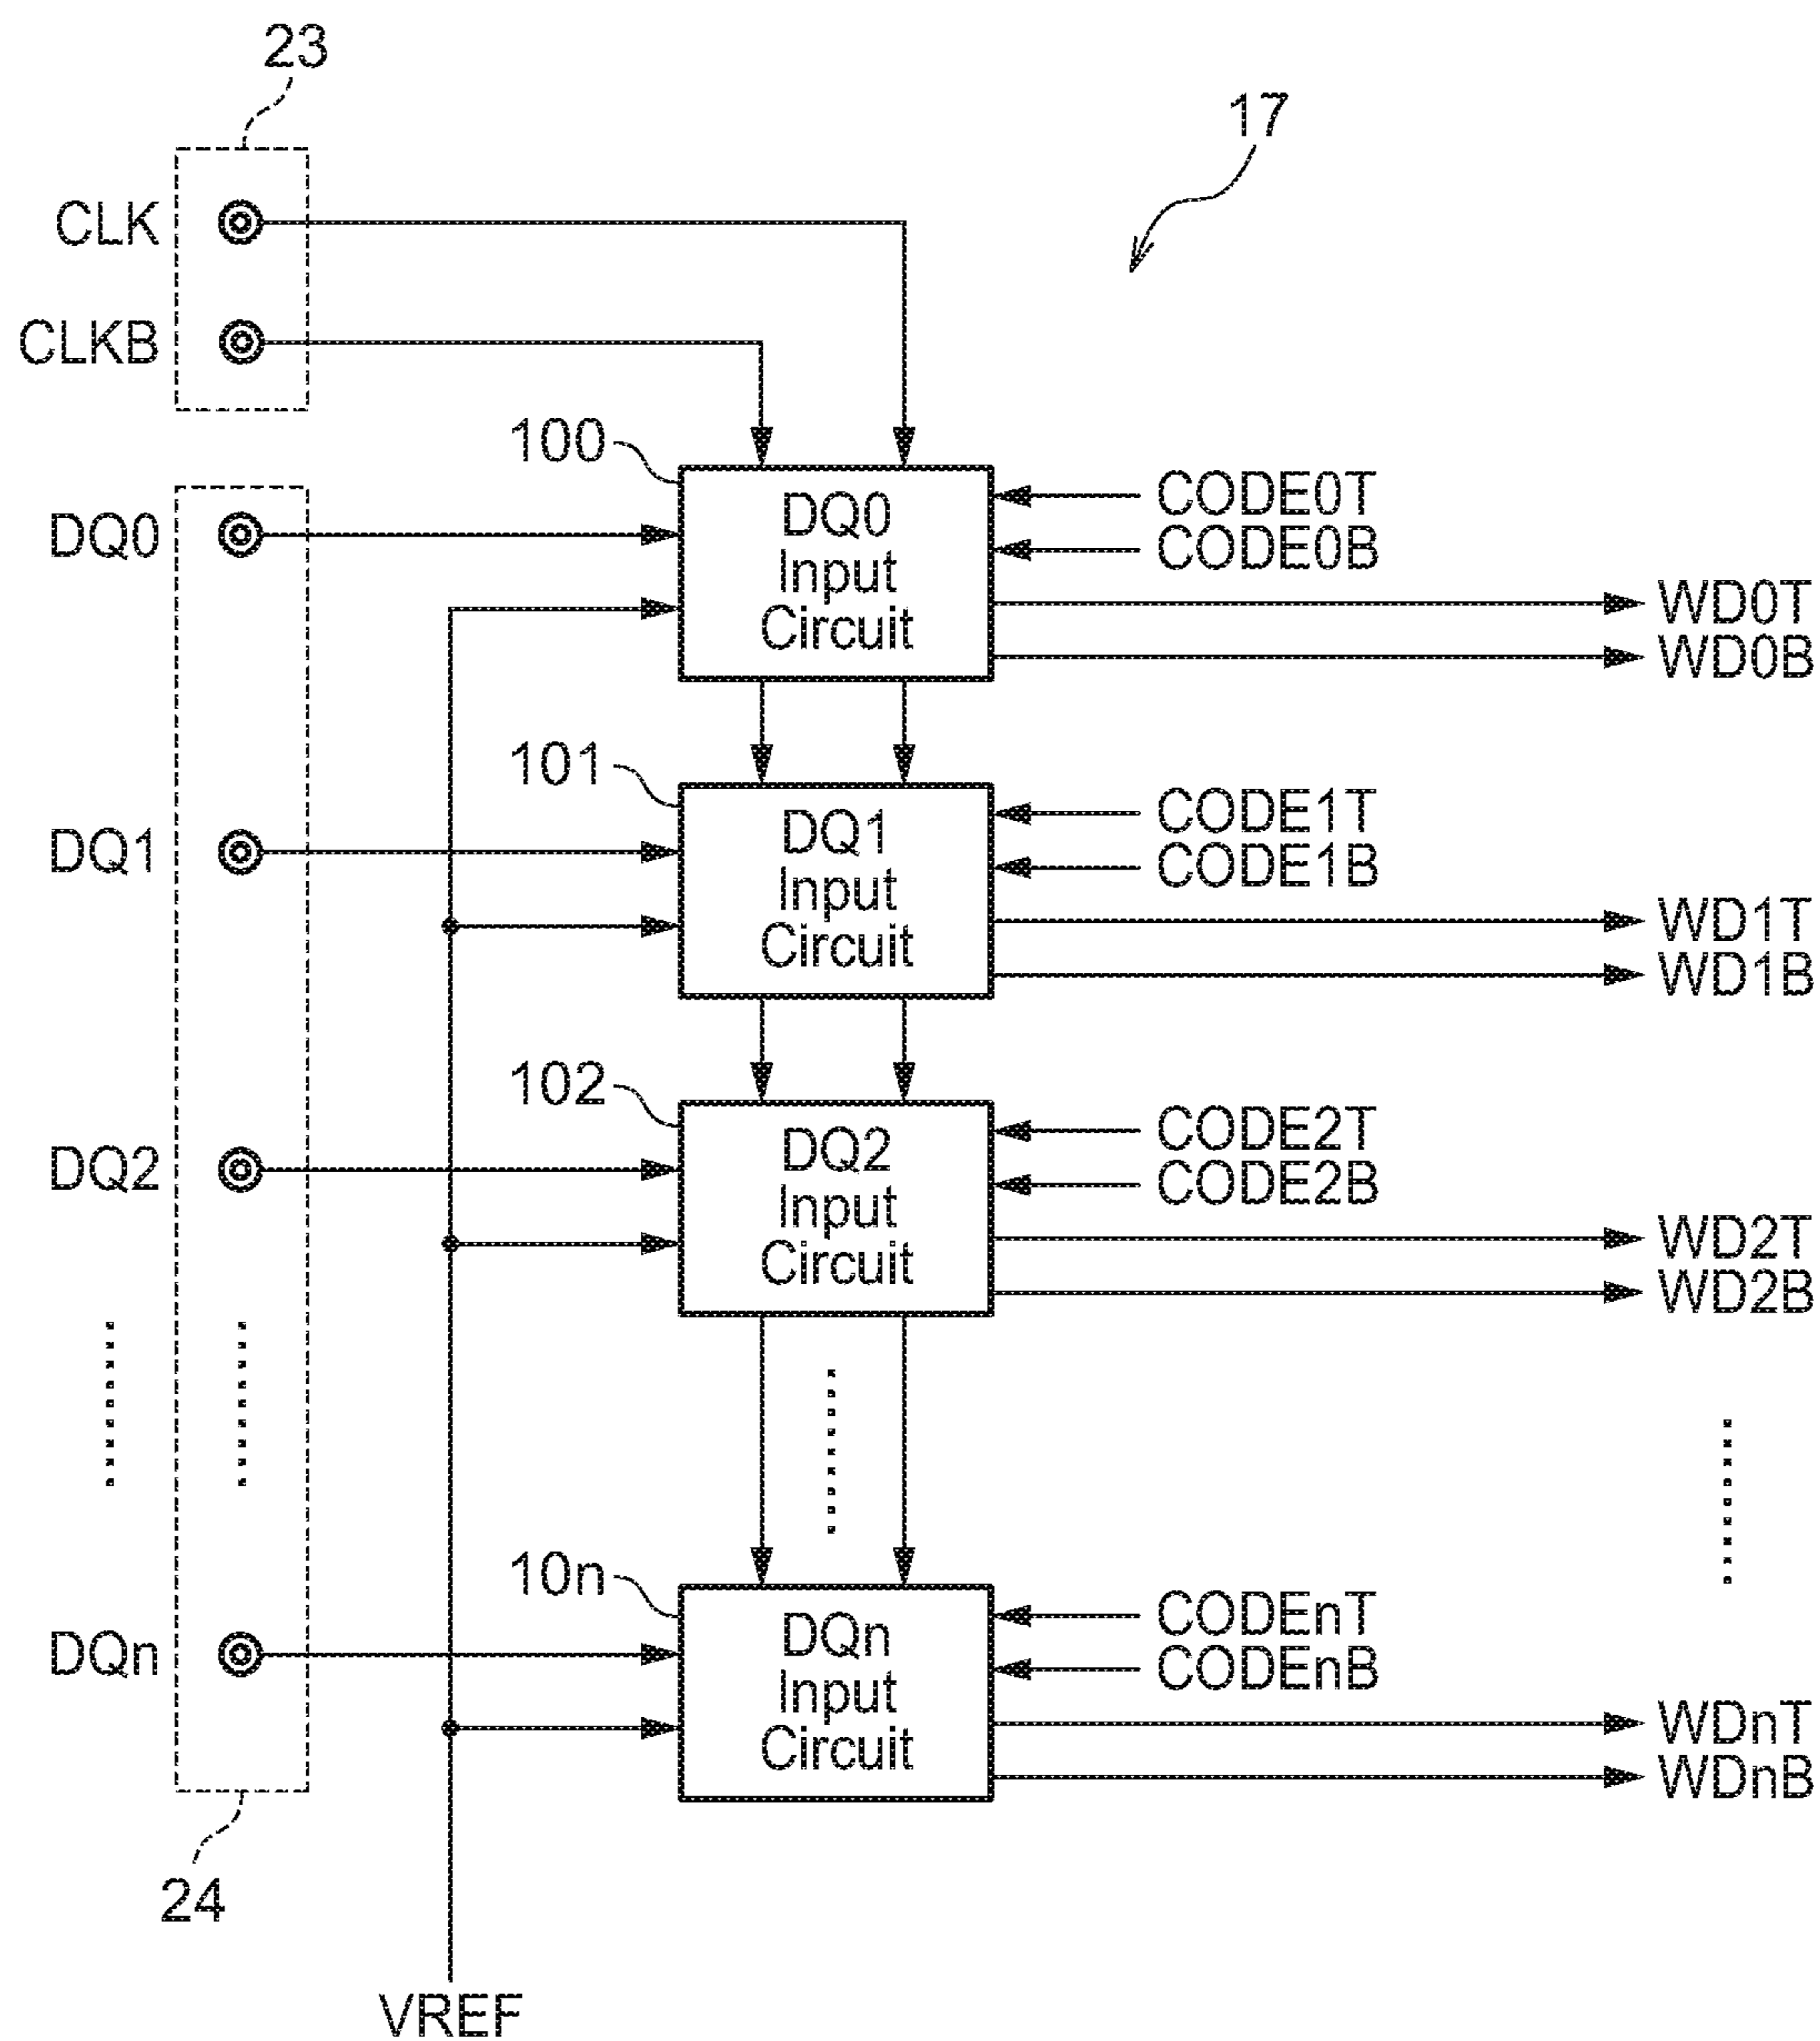 23
17
CLK
CLKB
100
DQ0
DQ0
Input
Circuit
CODE0T
CODE0B
WD0T
WD0B
101
DQ1
DQ1
Input
Circuit
CODE1T
CODE1B
WD1T
WD1B
102
DQ2
DQ2
Input
Circuit
CODE2T
CODE2B
WD2T
WD2B
10n
DQn
DQn
Input
Circuit
CODEnT
CODEnB
WDnT
WDnB
24
VREF